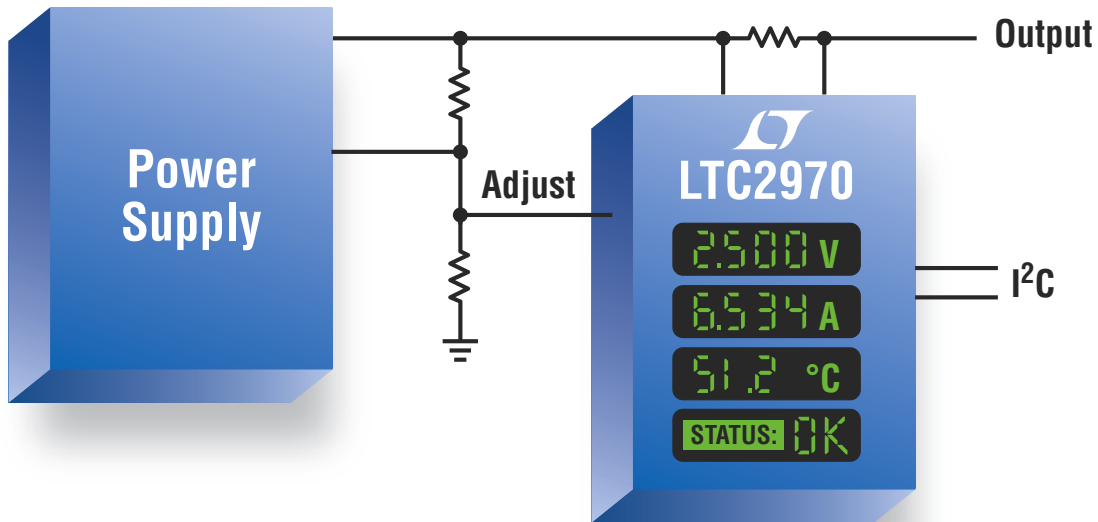 Output
Power
Supply
Adjust
LTC2970
2.500 V
6.534 A
51.2 °C
STATUS: OK
I²C